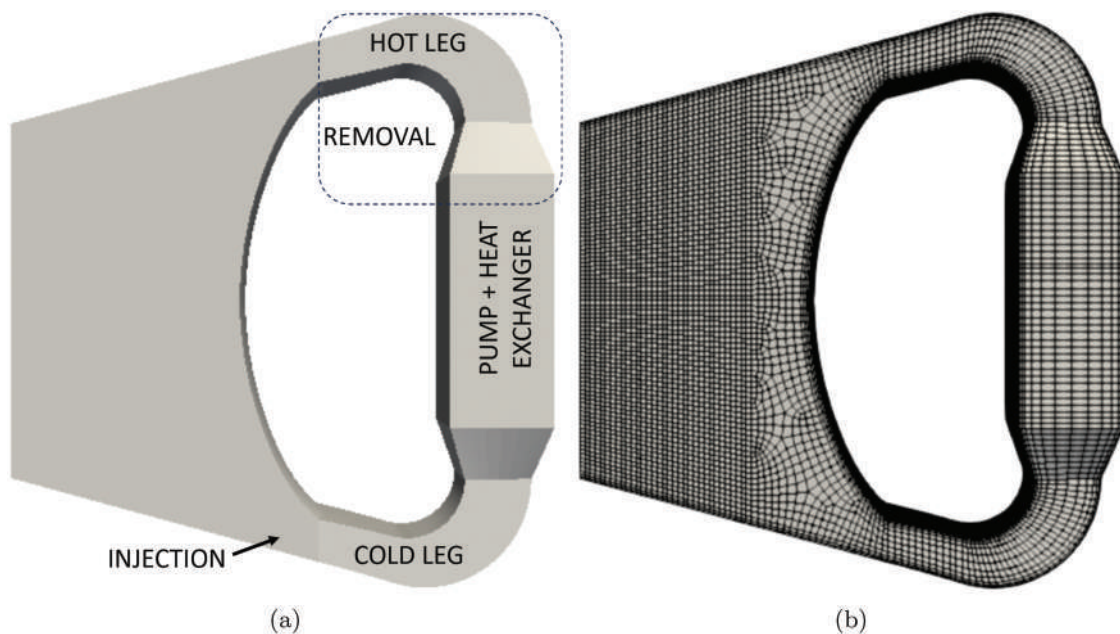 HOT LEG
REMOVAL
PUMP + HEAT
EXCHANGER
INJECTION
COLD LEG
(a)
(b)